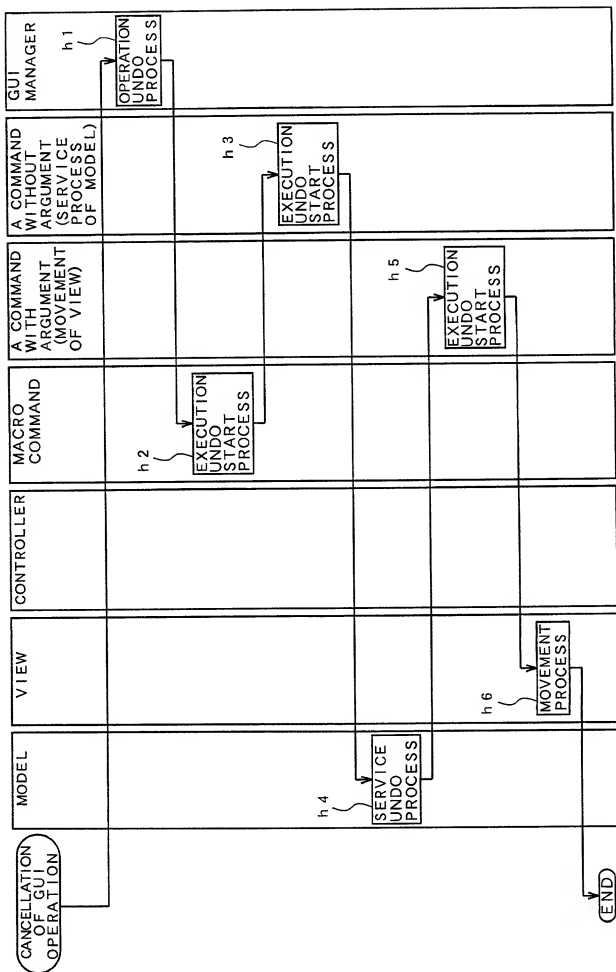 CANCELLATION
OF GUI
OPERATION
MODEL
VIEW
CONTROLLER
MACRO
COMMAND
A COMMAND
WITH
ARGUMENT
(MOVEMENT
OF VIEW)
A COMMAND
WITHOUT
ARGUMENT
(SERVICE
PROCESS
OF MODEL)
GUI
MANAGER
h1
OPERATION
UNDO
PROCESS
h2
EXECUTION
UNDO
START
PROCESS
h3
EXECUTION
UNDO
START
PROCESS
h4
SERVICE
UNDO
PROCESS
h5
EXECUTION
UNDO
START
PROCESS
h6
MOVEMENT
PROCESS
END